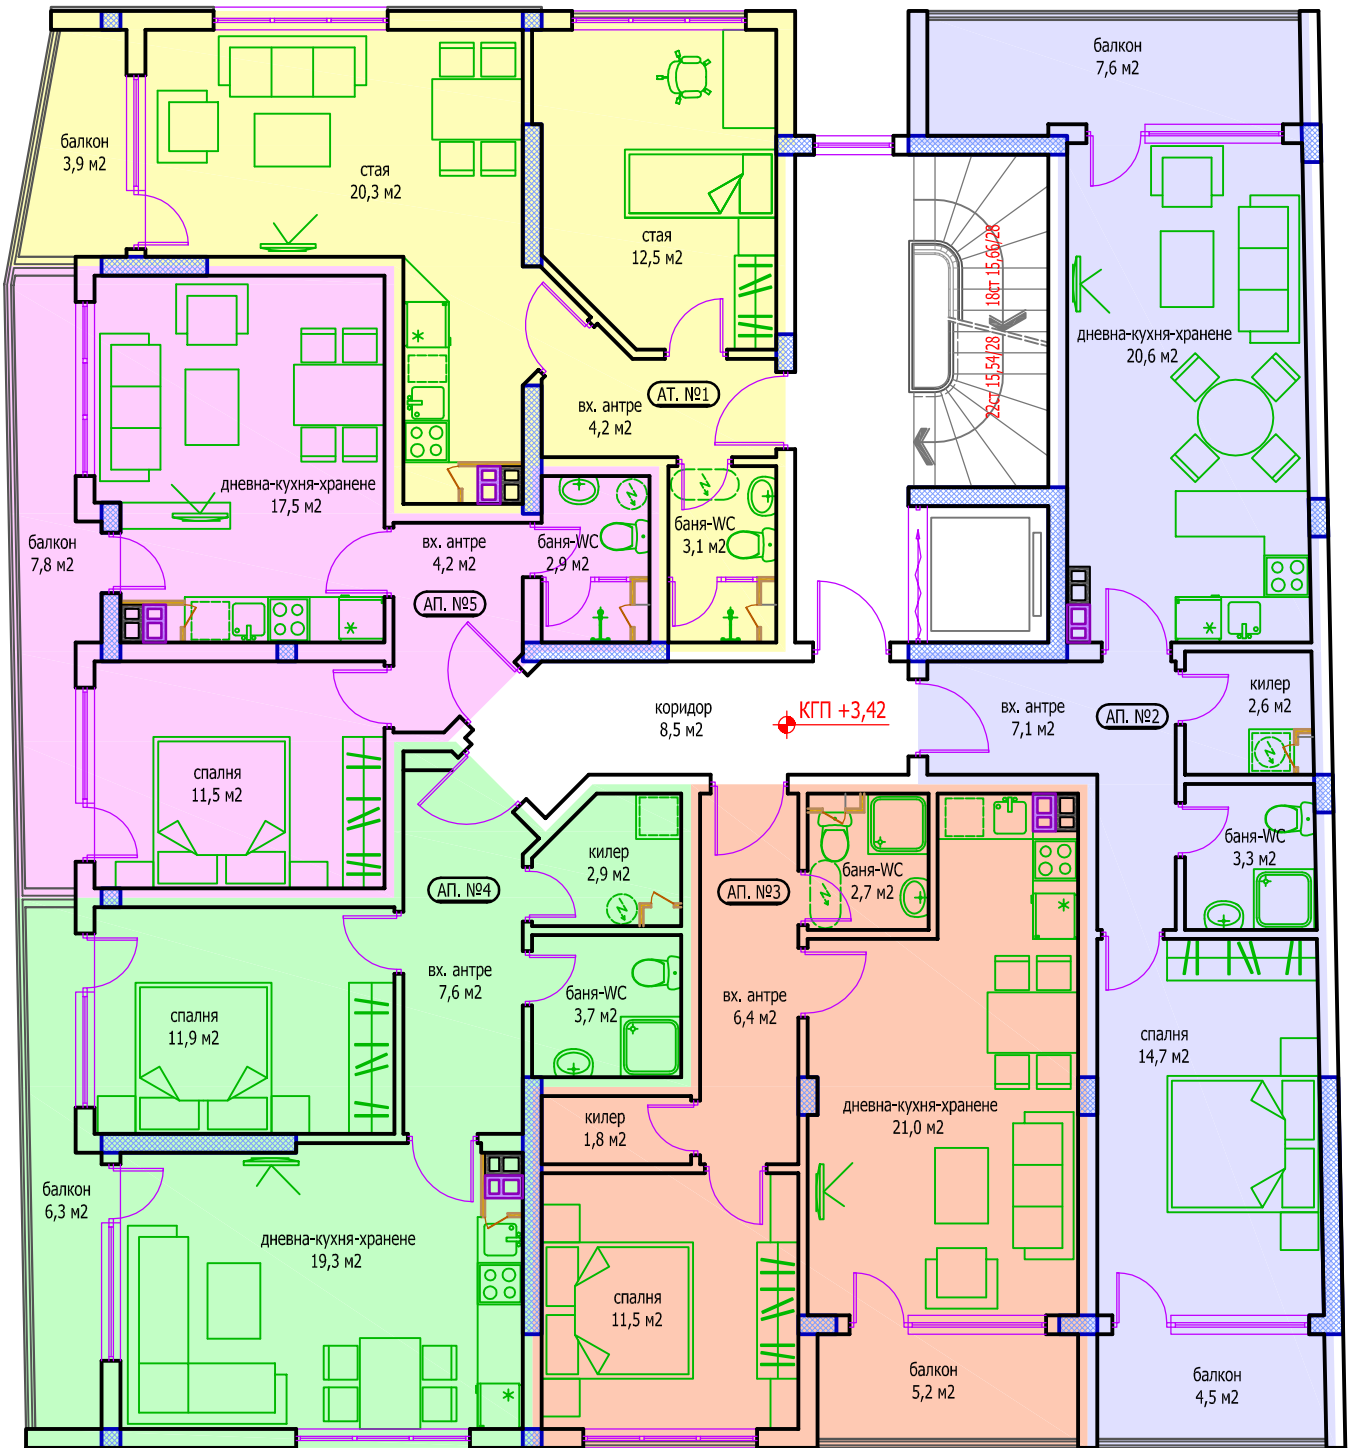 балкон
7,6 м2
балкон
3,9 м2
стая
20,3 м2
стая
12,5 м2
18ст 15,66/28
22ст 15,54/28
дневна-кухня-хранене
20,6 м2
АТ. №1
вх. антре
4,2 м2
дневна-кухня-хранене
17,5 м2
балкон
7,8 м2
вх. антре
4,2 м2
баня-WC
2,9 м2
баня-WC
3,1 м2
АП. №5
коридор
8,5 м2
КГП +3,42
вх. антре
7,1 м2
АП. №2
килер
2,6 м2
спалня
11,5 м2
баня-WC
3,3 м2
килер
2,9 м2
АП. №4
АП. №3
баня-WC
2,7 м2
вх. антре
7,6 м2
баня-WC
3,7 м2
вх. антре
6,4 м2
спалня
11,9 м2
спалня
14,7 м2
килер
1,8 м2
дневна-кухня-хранене
21,0 м2
балкон
6,3 м2
дневна-кухня-хранене
19,3 м2
спалня
11,5 м2
балкон
5,2 м2
балкон
4,5 м2